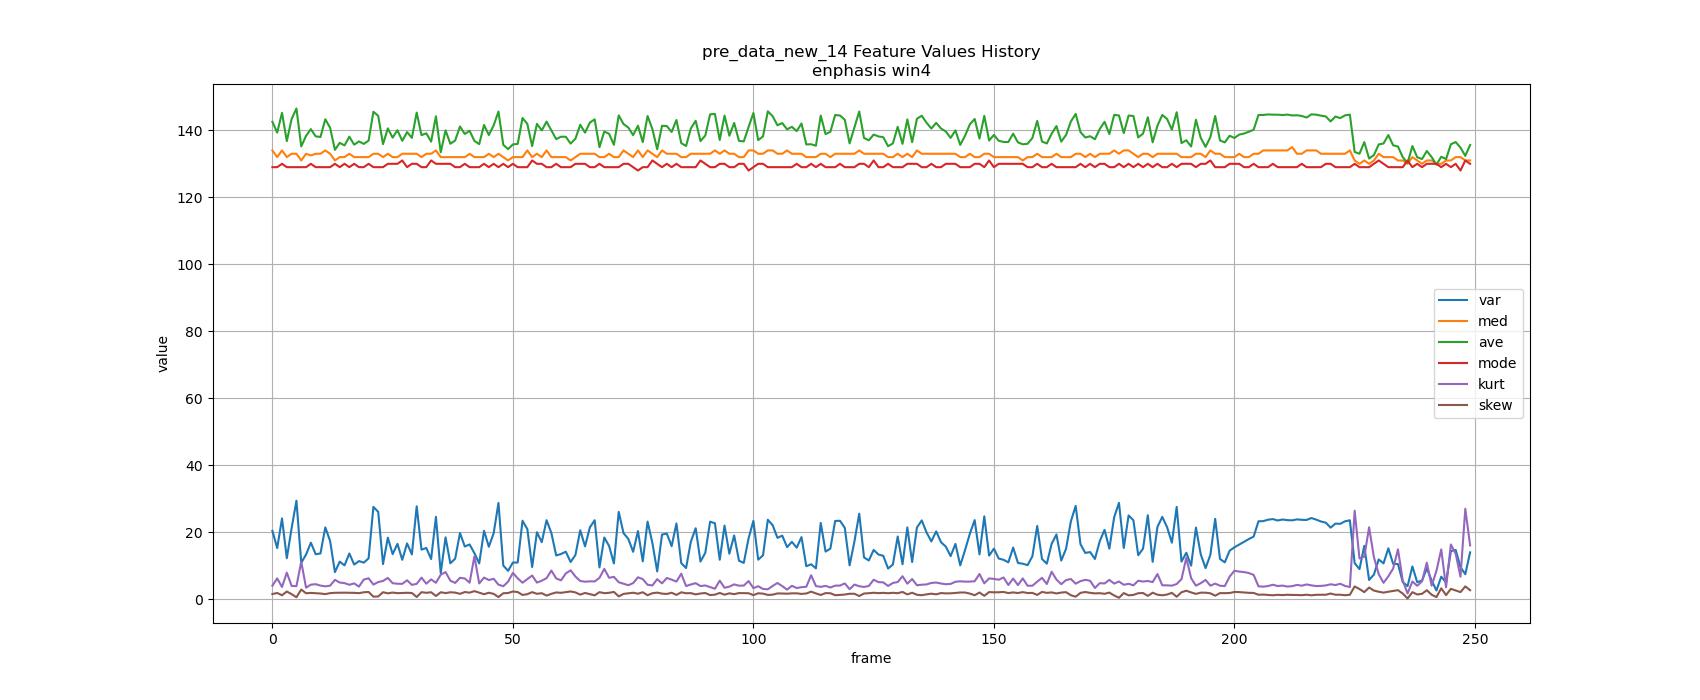 pre_data_new_14 Feature Values History
enphasis win4
value
140
120
100
80
60
40
20
0
var
med
ave
mode
kurt
skew
0
50
100
150
200
250
frame